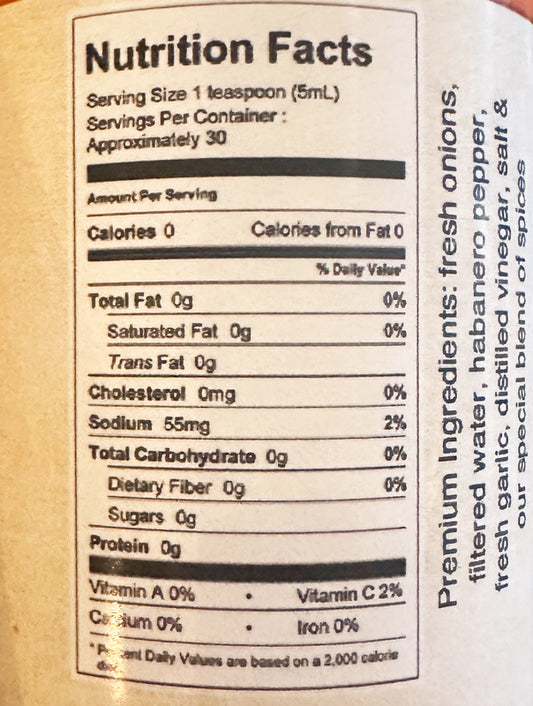 Nutrition Facts
Serving Size 1 teaspoon (5mL)
Servings Per Container :
Approximately 30
Amount Per Serving
Calories 0 Calories from Fat 0
% Daily Value*
Total Fat 0g 0%
Saturated Fat 0g 0%
Trans Fat 0g
Cholesterol 0mg 0%
Sodium 55mg 2%
Total Carbohydrate 0g 0%
Dietary Fiber 0g 0%
Sugars 0g
Protein 0g
Vitamin A 0% • Vitamin C 2%
Calcium 0% • Iron 0%
* Percent Daily Values are based on a 2,000 calorie
Premium Ingredients: fresh onions,
filtered water, habanero pepper,
fresh garlic, distilled vinegar, salt &
our special blend of spices